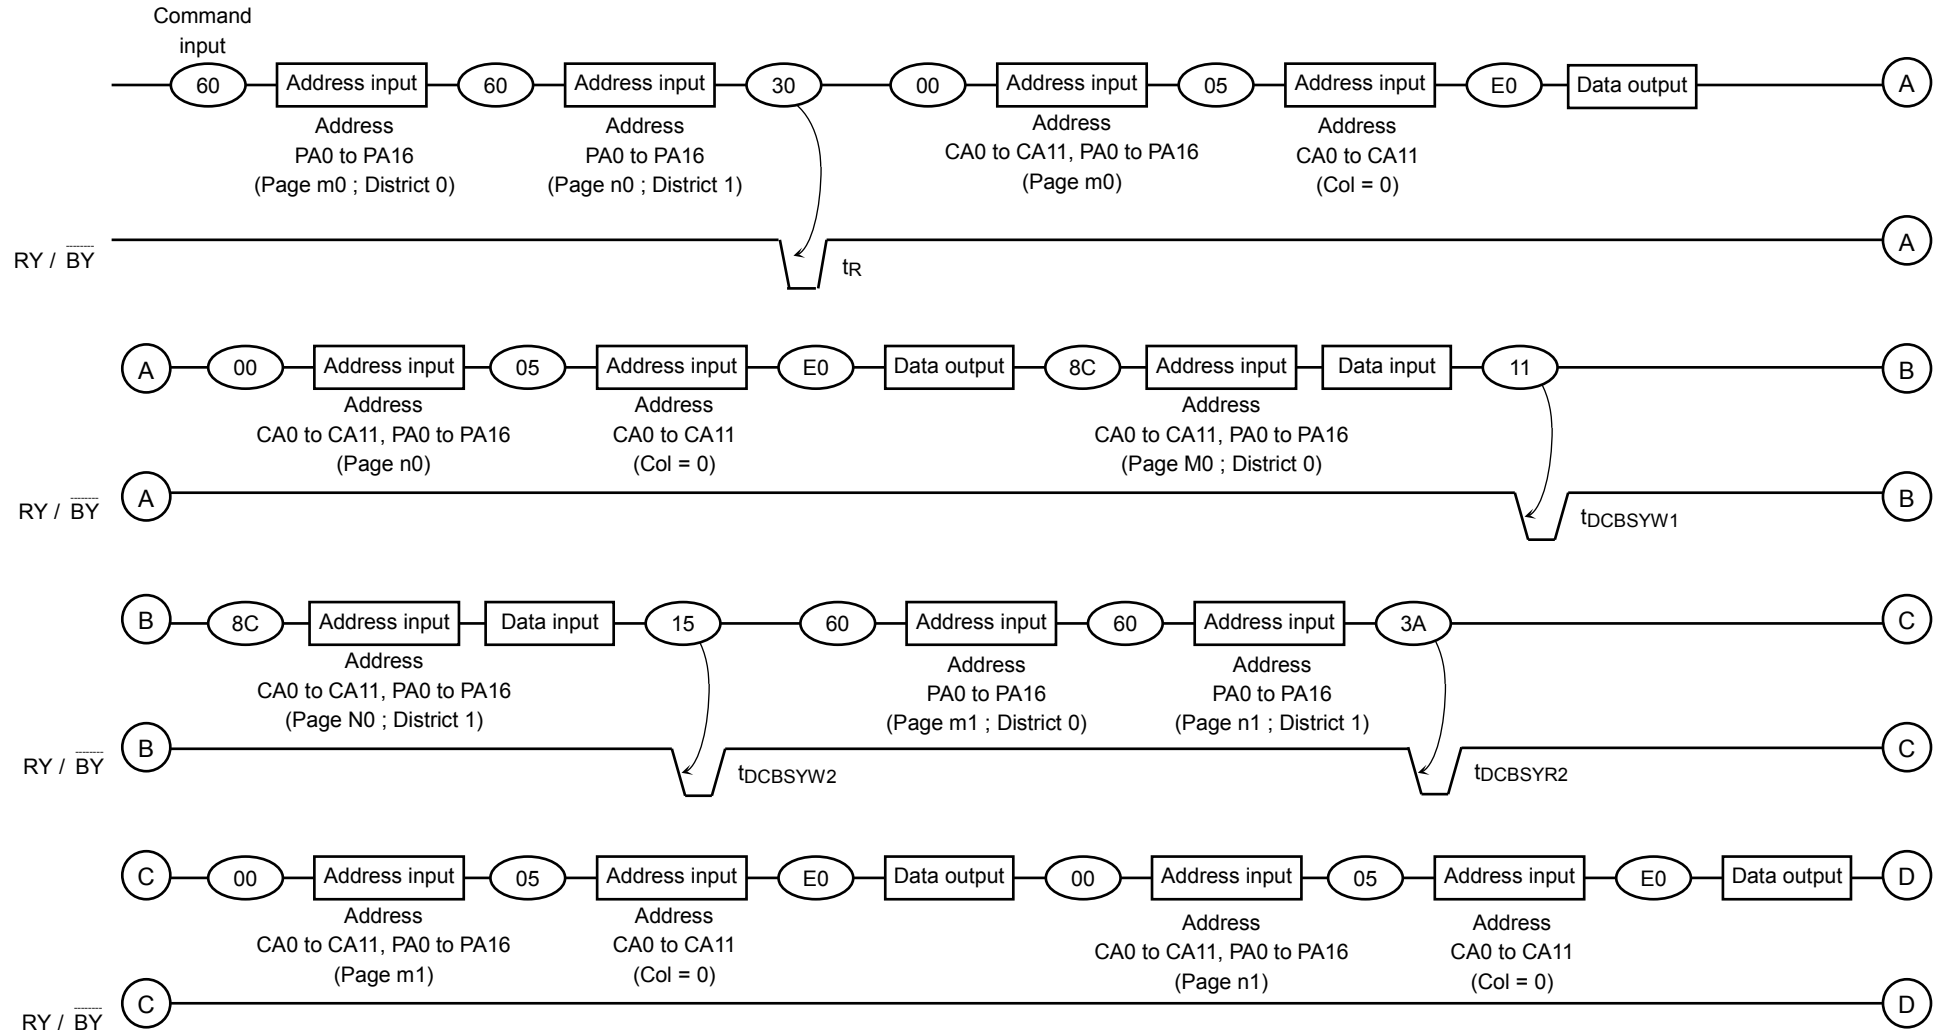 Command
input
60 Address input 60 Address input 30 00 Address input 05 Address input E0 Data output A
Address
PA0 to PA16
(Page m0 ; District 0)
Address
PA0 to PA16
(Page n0 ; District 1)
Address
CA0 to CA11, PA0 to PA16
(Page m0)
Address
CA0 to CA11
(Col = 0)
RY / BY tR A
A 00 Address input 05 Address input E0 Data output 8C Address input Data input 11 B
Address
CA0 to CA11, PA0 to PA16
(Page n0)
Address
CA0 to CA11
(Col = 0)
Address
CA0 to CA11, PA0 to PA16
(Page M0 ; District 0)
RY / BY A tDCBSYW1 B
B 8C Address input Data input 15 60 Address input 60 Address input 3A C
Address
CA0 to CA11, PA0 to PA16
(Page N0 ; District 1)
Address
PA0 to PA16
(Page m1 ; District 0)
Address
PA0 to PA16
(Page n1 ; District 1)
RY / BY B tDCBSYW2 tDCBSYR2 C
C 00 Address input 05 Address input E0 Data output 00 Address input 05 Address input E0 Data output D
Address
CA0 to CA11, PA0 to PA16
(Page m1)
Address
CA0 to CA11
(Col = 0)
Address
CA0 to CA11, PA0 to PA16
(Page n1)
Address
CA0 to CA11
(Col = 0)
RY / BY C D